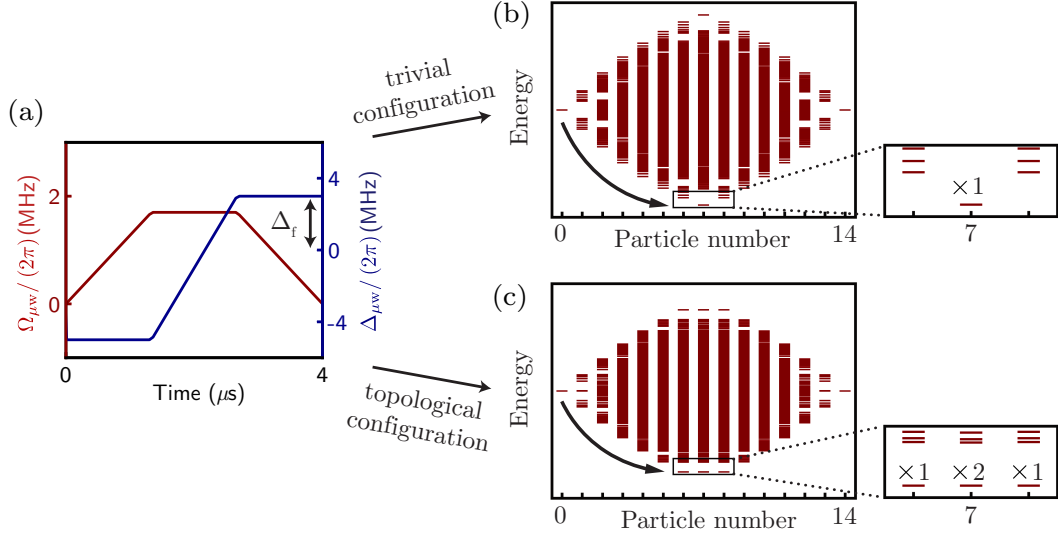 (a)
Ω_μw / (2π) (MHz)
2
0
4
0
-4
Δ_μw / (2π) (MHz)
Δ_f
0
4
Time (μs)
trivial
configuration
topological
configuration
(b)
Energy
0
Particle number
14
×1
7
(c)
Energy
0
Particle number
14
×1
×2
×1
7